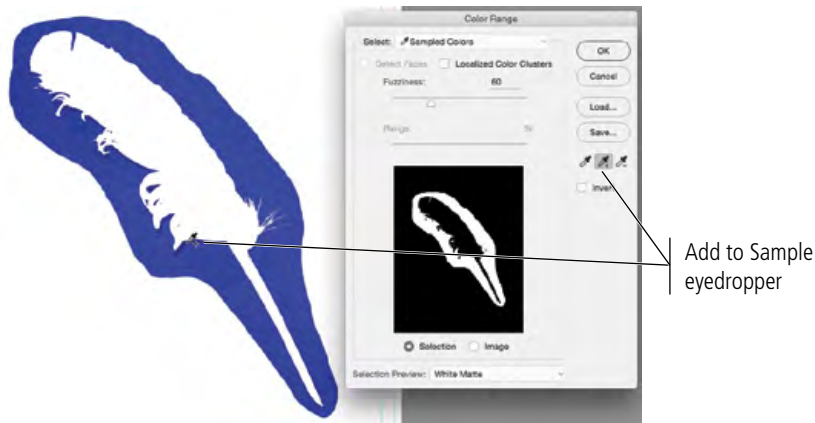 Color Range
Select: Sampled Colors
OK
Detect Faces
Localized Color Clusters
Cancel
Fuzziness: 60
Load...
Range: %
Save...
Invert
Add to Sample
eyedropper
Selection
Image
Selection Preview: White Matte